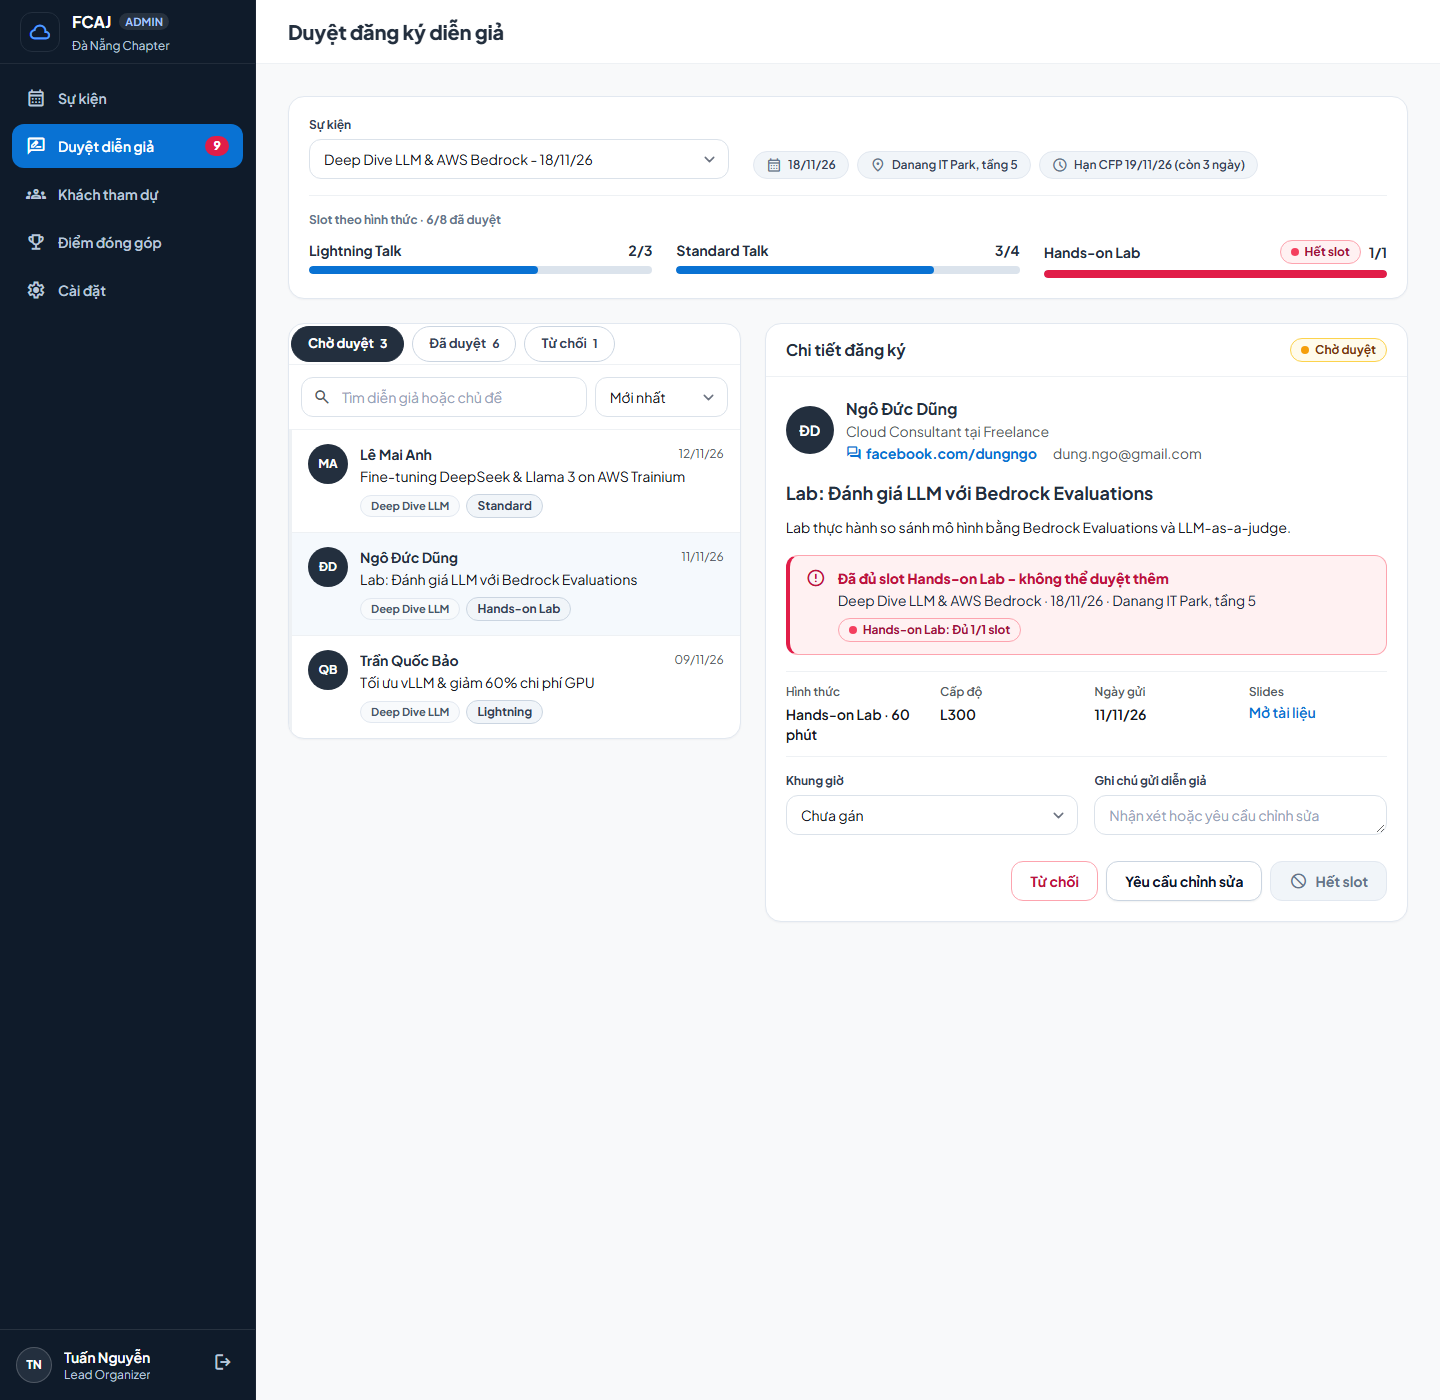 FCAJ ADMIN
Đà Nẵng Chapter
Sự kiện
Duyệt diễn giả 9
Khách tham dự
Điểm đóng góp
Cài đặt
Tuấn Nguyễn
Lead Organizer
TN
Duyệt đăng ký diễn giả
Sự kiện
Deep Dive LLM & AWS Bedrock - 18/11/26
18/11/26
Danang IT Park, tầng 5
Hạn CFP 19/11/26 (còn 3 ngày)
Slot theo hình thức · 6/8 đã duyệt
Lightning Talk 2/3
Standard Talk 3/4
Hands-on Lab Hết slot 1/1
Chờ duyệt 3
Đã duyệt 6
Từ chối 1
Tìm diễn giả hoặc chủ đề
Mới nhất
MA
Lê Mai Anh 12/11/26
Fine-tuning DeepSeek & Llama 3 on AWS Trainium
Deep Dive LLM Standard
ĐD
Ngô Đức Dũng 11/11/26
Lab: Đánh giá LLM với Bedrock Evaluations
Deep Dive LLM Hands-on Lab
QB
Trần Quốc Bảo 09/11/26
Tối ưu vLLM & giảm 60% chi phí GPU
Deep Dive LLM Lightning
Chi tiết đăng ký Chờ duyệt
ĐD
Ngô Đức Dũng
Cloud Consultant tại Freelance
facebook.com/dungngo dung.ngo@gmail.com
Lab: Đánh giá LLM với Bedrock Evaluations
Lab thực hành so sánh mô hình bằng Bedrock Evaluations và LLM-as-a-judge.
Đã đủ slot Hands-on Lab - không thể duyệt thêm
Deep Dive LLM & AWS Bedrock · 18/11/26 · Danang IT Park, tầng 5
Hands-on Lab: Đủ 1/1 slot
Hình thức
Hands-on Lab · 60
phút
Cấp độ
L300
Ngày gửi
11/11/26
Slides
Mở tài liệu
Khung giờ
Chưa gán
Ghi chú gửi diễn giả
Nhận xét hoặc yêu cầu chỉnh sửa
Từ chối
Yêu cầu chỉnh sửa
Hết slot